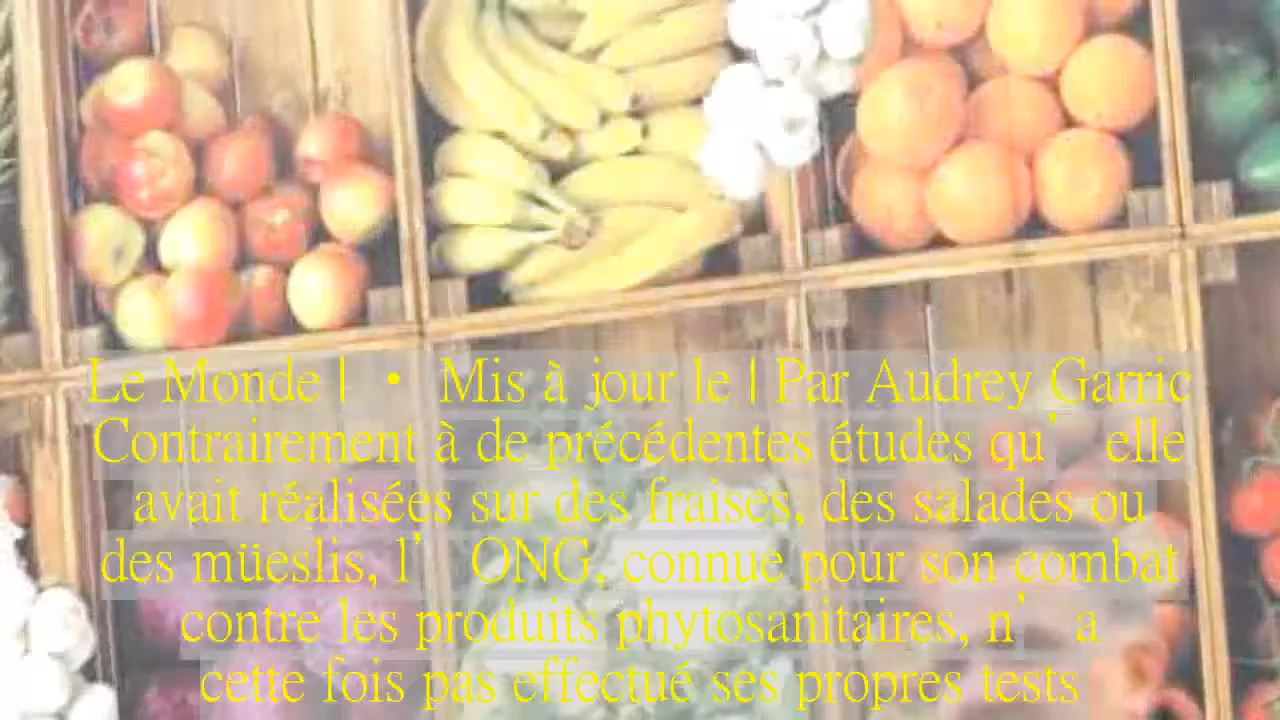 Le Monde | • Mis à jour le | Par Audrey Garric
Contrairement à de précédentes études qu’elle
avait réalisées sur des fraises, des salades ou
des müeslis, l’ONG, connue pour son combat
contre les produits phytosanitaires, n’a
cette fois pas effectué ses propres tests